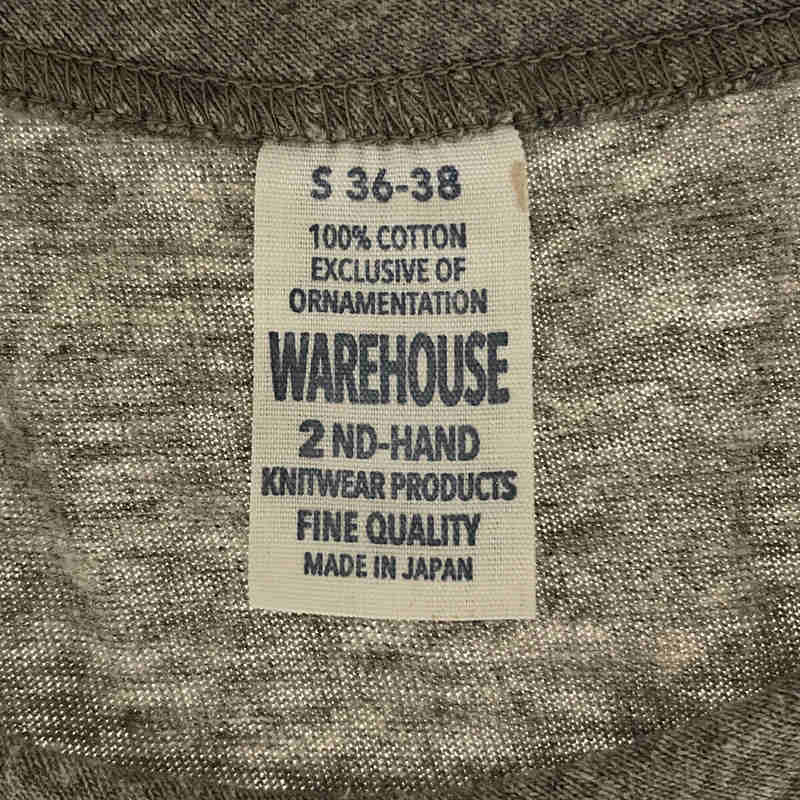 S 36-38
100% COTTON
EXCLUSIVE OF
ORNAMENTATION
WAREHOUSE
2 ND-HAND
KNITWEAR PRODUCTS
FINE QUALITY
MADE IN JAPAN